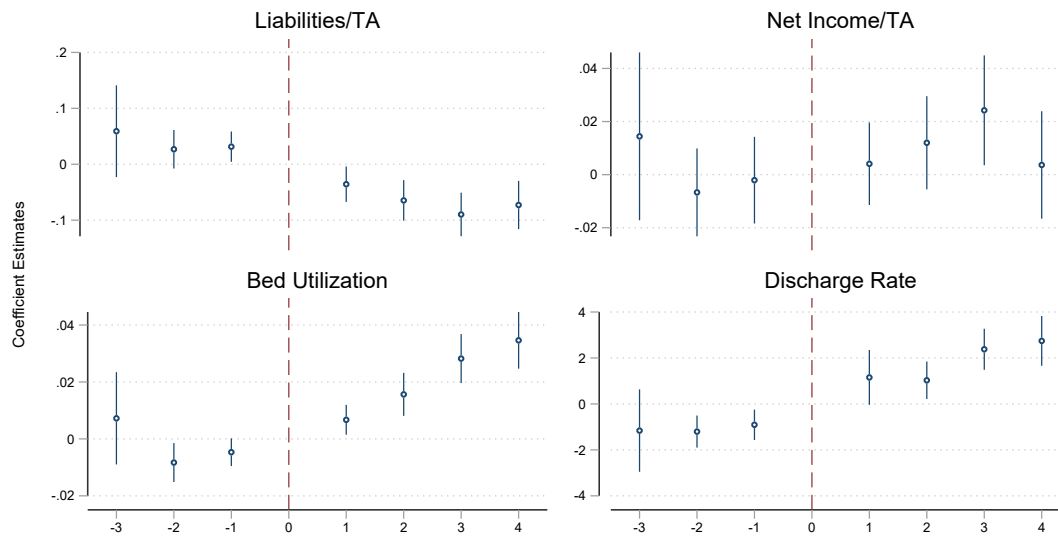 Coefficient Estimates
Liabilities/TA
.2
.1
0
-.1
Net Income/TA
.04
.02
0
-.02
Bed Utilization
.04
.02
0
-.02
-3 -2 -1 0 1 2 3 4
Discharge Rate
4
2
0
-2
-4
-3 -2 -1 0 1 2 3 4